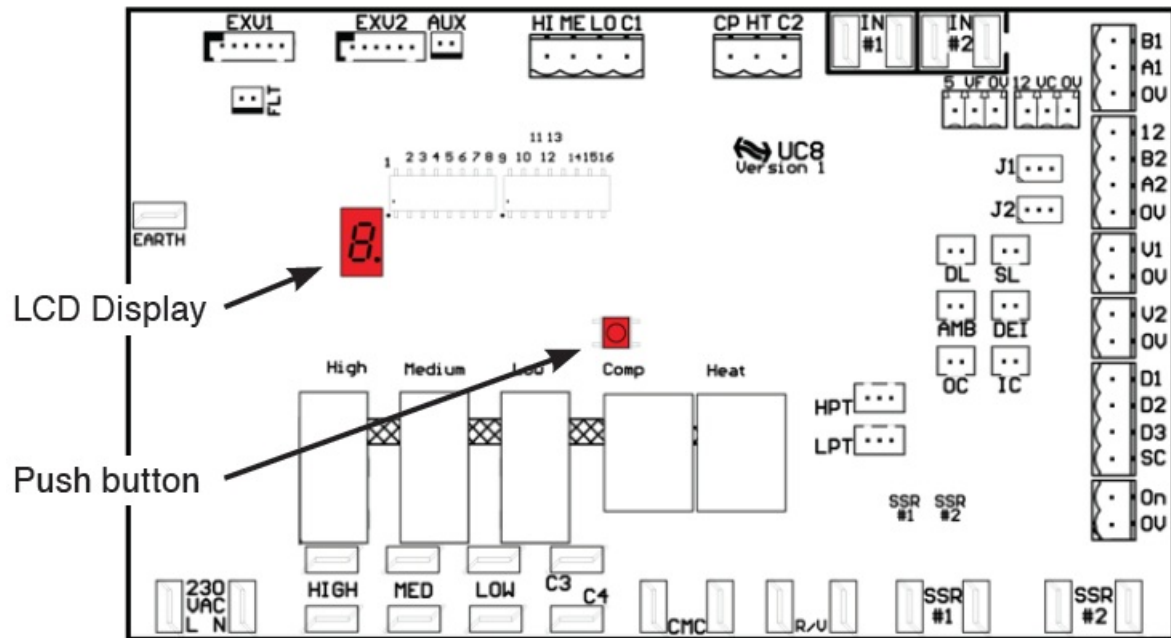 EXV1 EXV2 AUX HI ME LO C1 CP HT C2 IN #1 IN #2
FLT
5 VF 0V 12 VC 0V
B1
A1
0V
11 13
1 2 3 4 5 6 7 8 9 10 12 14 15 16
UC8
Version 1
12
B2
A2
0V
J1
J2
EARTH
8.
LCD Display
DL SL
V1
0V
AMB DEI
V2
0V
OC IC
High Medium Low Comp Heat
D1
D2
D3
SC
HPT
LPT
Push button
SSR #1 SSR #2
On
0V
230
VAC
L N
HIGH MED LOW C3
C4
CMC R/V SSR #1 SSR #2